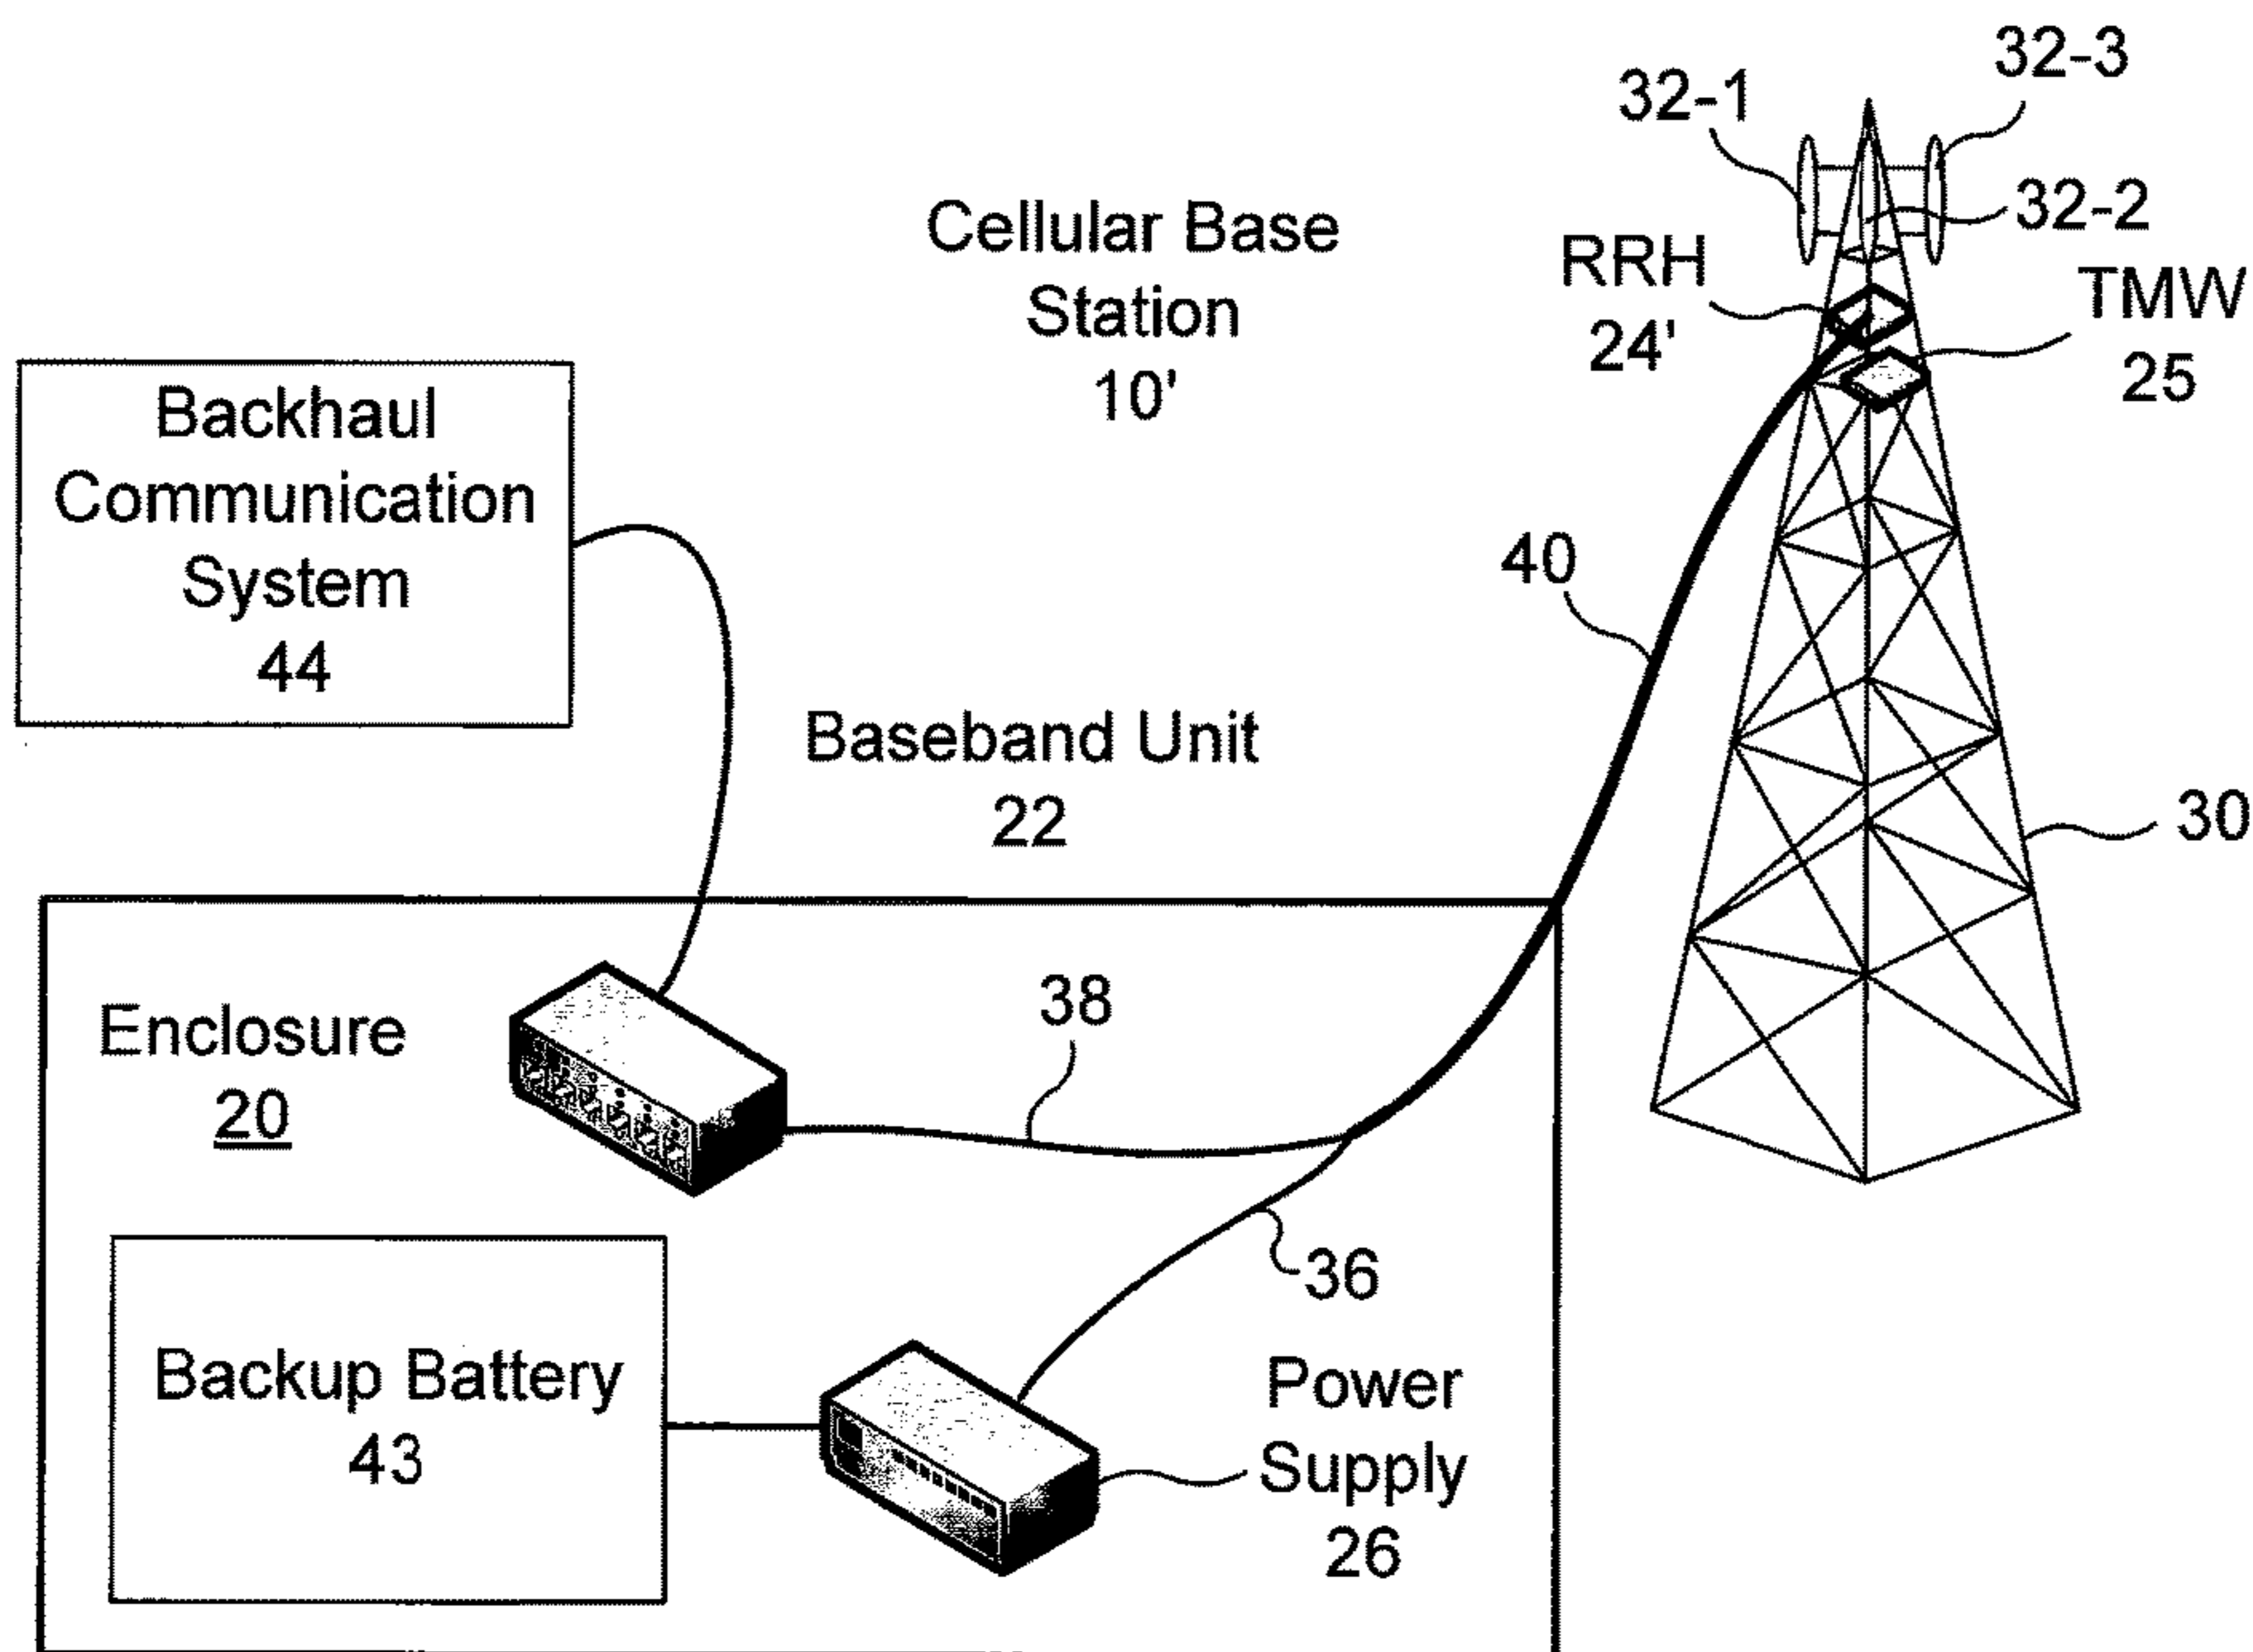 32-3
32-1
Cellular Base
Station
10'
32-2
RRH
24'
TMW
25
Backhaul
Communication
System
44
40
Baseband Unit
22
30
Enclosure
20
38
36
Backup Battery
43
Power
Supply
26